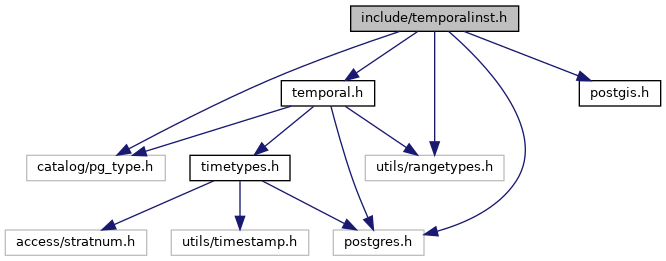 include/temporalinst.h
temporal.h
postgis.h
catalog/pg_type.h
timetypes.h
utils/rangetypes.h
access/stratnum.h
utils/timestamp.h
postgres.h